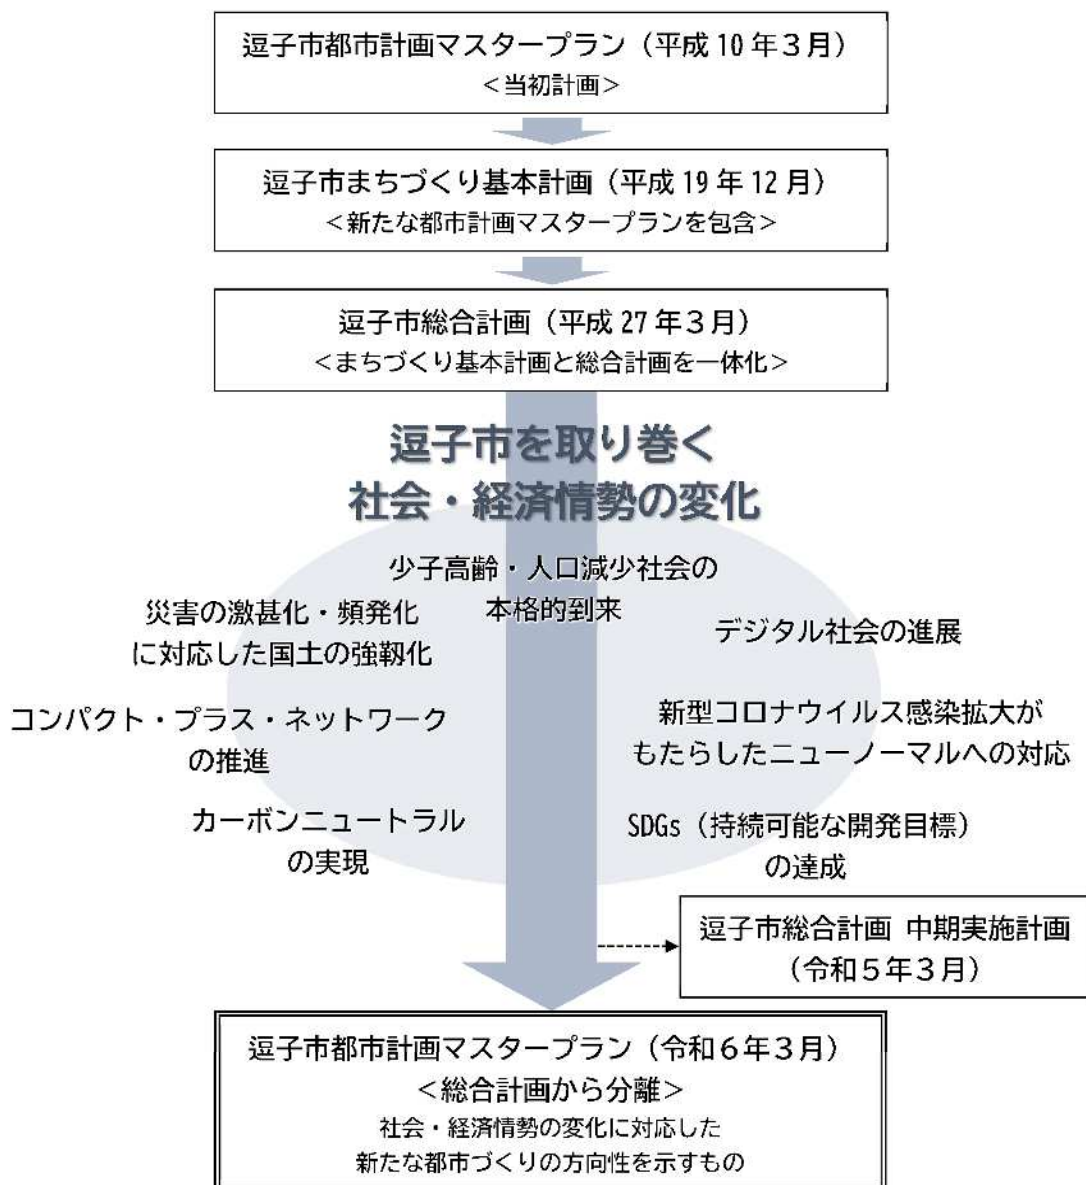 逗子市都市計画マスタープラン（平成10年３月）
＜当初計画＞
逗子市まちづくり基本計画（平成19年12月）
＜新たな都市計画マスタープランを包含＞
逗子市総合計画（平成27年３月）
＜まちづくり基本計画と総合計画を一体化＞
逗子市を取り巻く
社会・経済情勢の変化
少子高齢・人口減少社会の
本格的到来
災害の激甚化・頻発化
に対応した国土の強靱化
デジタル社会の進展
コンパクト・プラス・ネットワーク
の推進
新型コロナウイルス感染拡大が
もたらしたニューノーマルへの対応
カーボンニュートラル
の実現
SDGs（持続可能な開発目標）
の達成
逗子市総合計画 中期実施計画
（令和５年３月）
逗子市都市計画マスタープラン（令和６年３月）
＜総合計画から分離＞
社会・経済情勢の変化に対応した
新たな都市づくりの方向性を示すもの